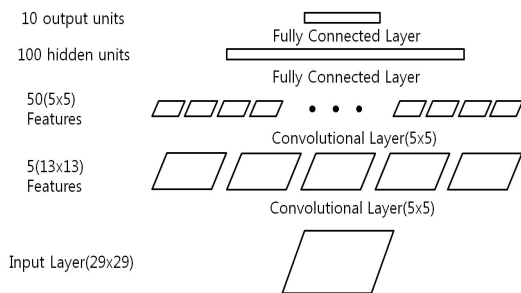 10 output units
Fully Connected Layer
100 hidden units
Fully Connected Layer
50(5x5)
Features
Convolutional Layer(5x5)
5(13x13)
Features
Convolutional Layer(5x5)
Input Layer(29x29)